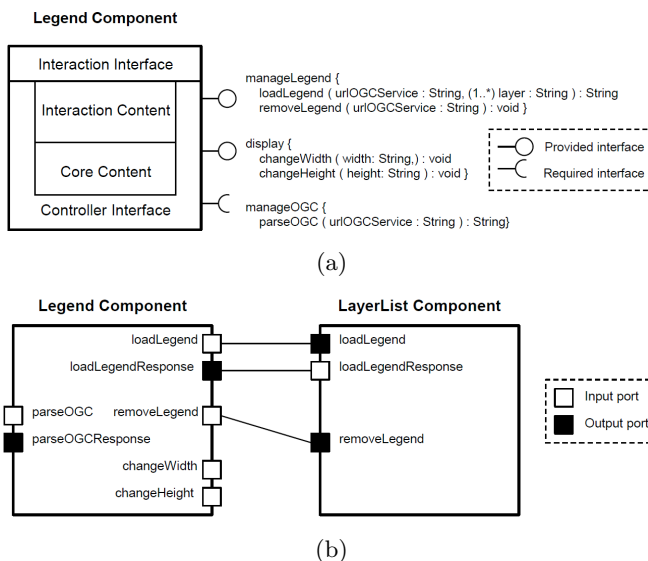 Legend Component
Interaction Interface
Interaction Content
Core Content
Controller Interface
manageLegend {
loadLegend ( urlOGCService : String, (1..*) layer : String ) : String
removeLegend ( urlOGCService : String ) : void }
display {
changeWidth ( width: String,) : void
changeHeight ( height: String ) : void }
manageOGC {
parseOGC ( urlOGCService : String ) : String}
Provided interface
Required interface
(a)
Legend Component
loadLegend
loadLegendResponse
parseOGC
removeLegend
parseOGCResponse
changeWidth
changeHeight
LayerList Component
loadLegend
loadLegendResponse
removeLegend
Input port
Output port
(b)